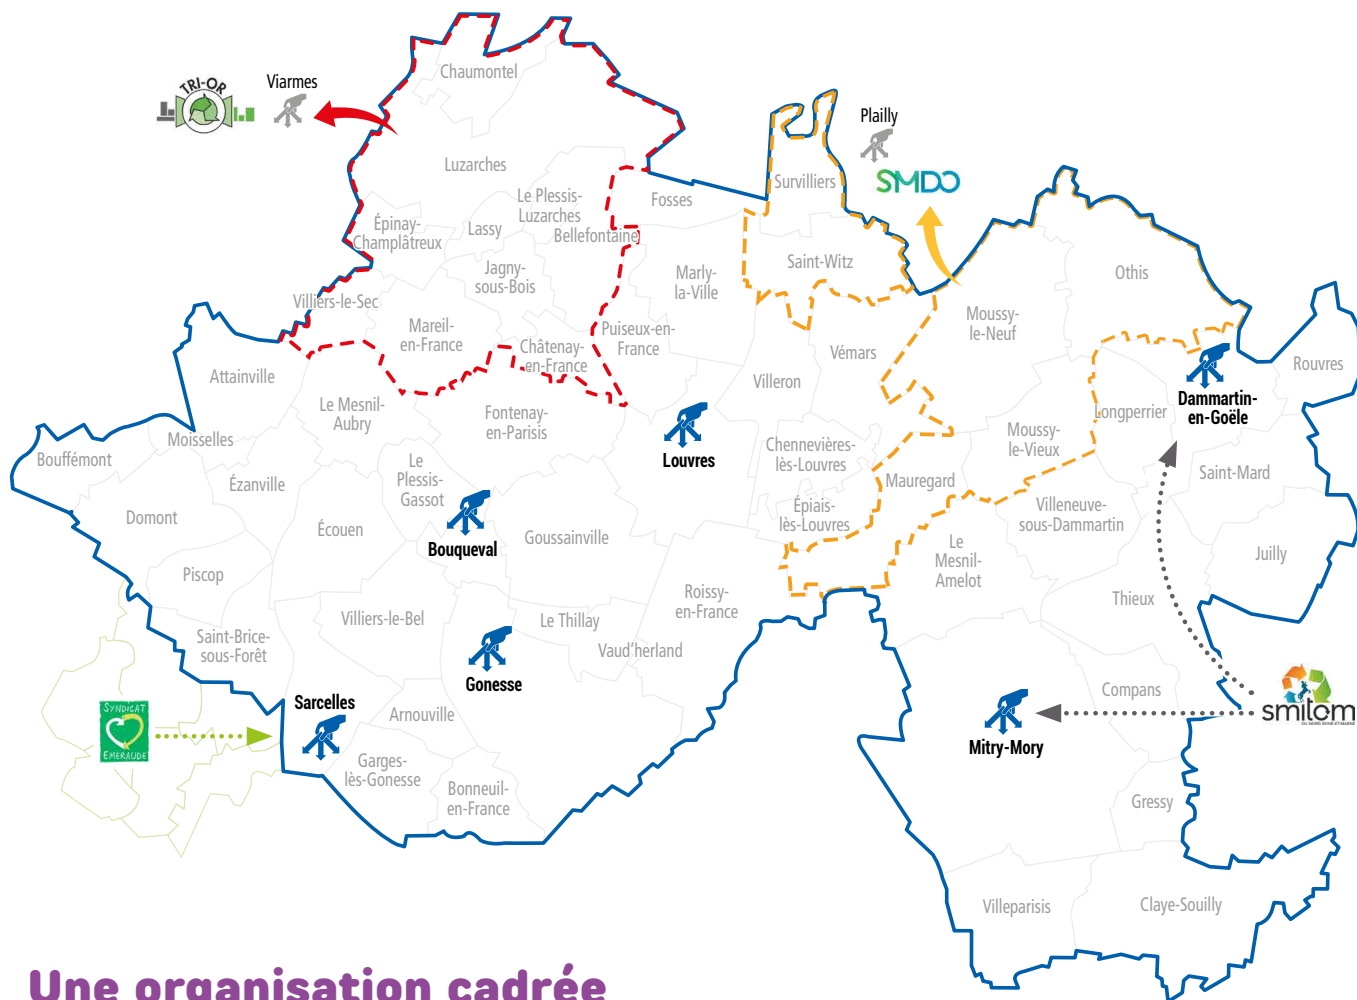 Chaumontel
TRI-OR
Viarmes
Plailly
Luzarches
SMDO
Survilliers
Le Plessis-
Luzarches
Fosses
Épinay-
Champlâtreux
Lassy
Bellefontaine
Saint-Witz
Othis
Jagny-
sous-Bois
Marly-
la-Ville
Villiers-le-Sec
Moussy-
le-Neuf
Mareil-
en-France
Puiseux-en-
France
Châtenay-
en-France
Vémars
Rouvres
Attainville
Villeron
Dammartin-
en-Goële
Le Mesnil-
Aubry
Fontenay-
en-Parisis
Longperrier
Moisselles
Louvres
Chennevières-
lès-Louvres
Moussy-
le-Vieux
Bouffémont
Ézanville
Le
Plessis-
Gassot
Mauregard
Saint-Mard
Domont
Écouen
Épiais-
lès-Louvres
Villeneuve-
sous-Dammartin
Bouqueval
Goussainville
Le
Mesnil-
Amelot
Juilly
Piscop
Roissy-
en-France
Thieux
Villiers-le-Bel
Le Thillay
Saint-Brice-
sous-Forêt
Vaud'herland
Gonesse
Compans
Sarcelles
SYNDICAT
EMERAUDE
Arnouville
smitom
DU NORD SEINE-ET-MARNE
Mitry-Mory
Garges-
lès-Gonesse
Bonneuil-
en-France
Gressy
Villeparisis
Claye-Souilly
Une organisation cadrée